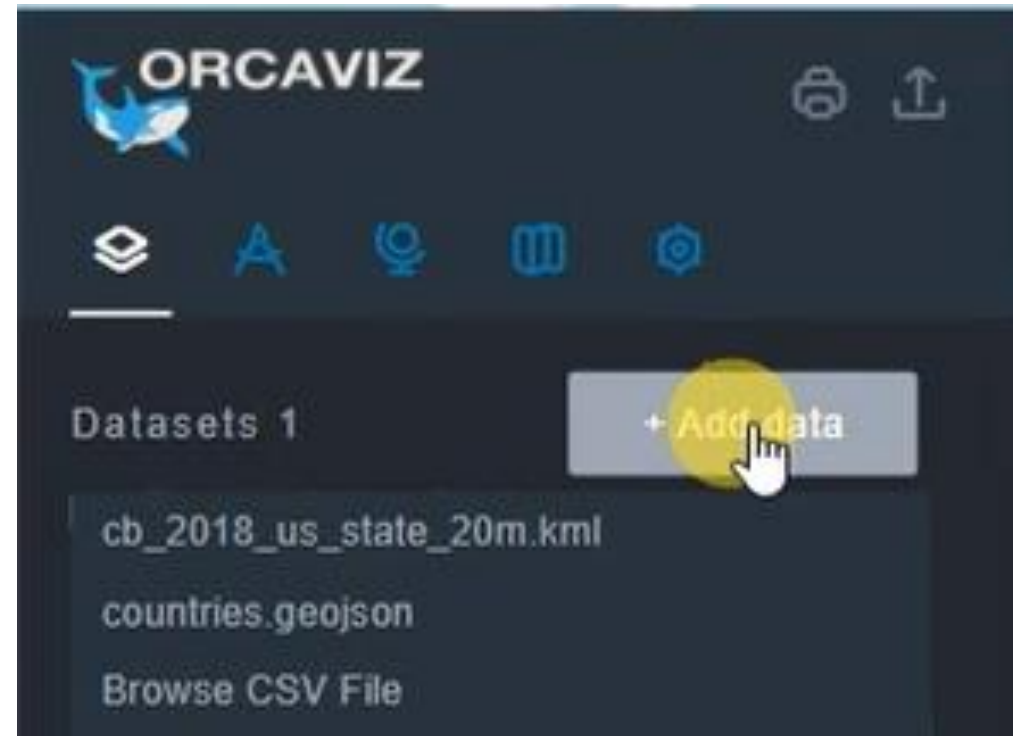 ORCAVIZ
Datasets 1
+ Add data
cb_2018_us_state_20m.kml
countries.geojson
Browse CSV File